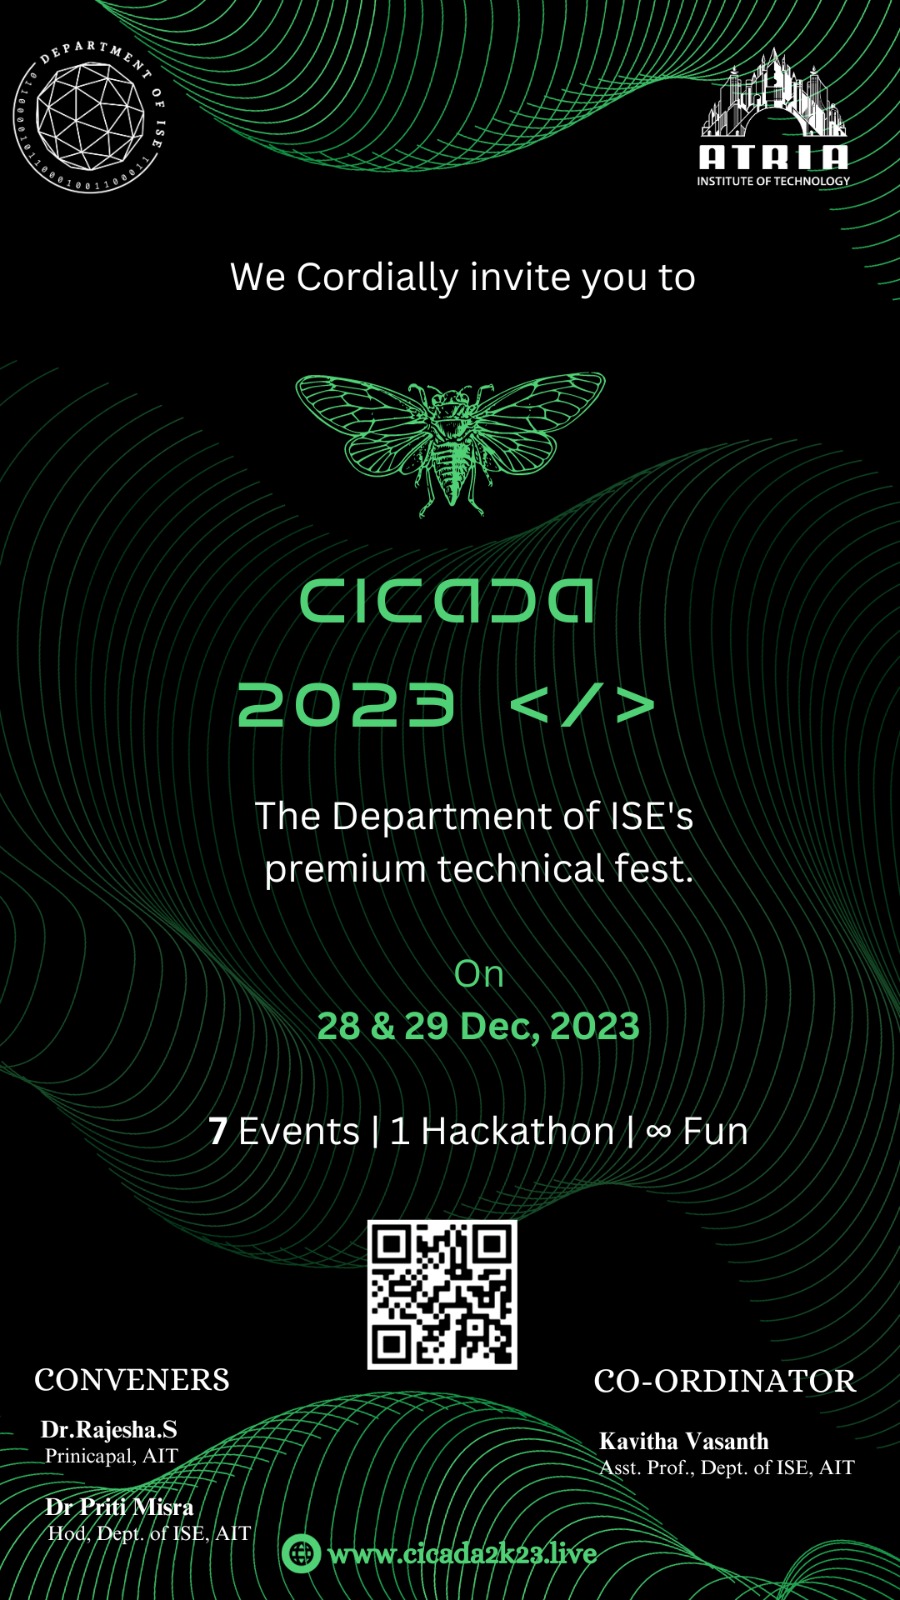 DEPARTMENT OF ISE
ATRIA
INSTITUTE OF TECHNOLOGY
We Cordially invite you to
CICADA
2023 </>
The Department of ISE's
premium technical fest.
On
28 & 29 Dec, 2023
7 Events | 1 Hackathon | ∞ Fun
CONVENERS
Dr.Rajesha.S
Prinicapal, AIT
Dr Priti Misra
Hod, Dept. of ISE, AIT
CO-ORDINATOR
Kavitha Vasanth
Asst. Prof., Dept. of ISE, AIT
www.cicada2k23.live